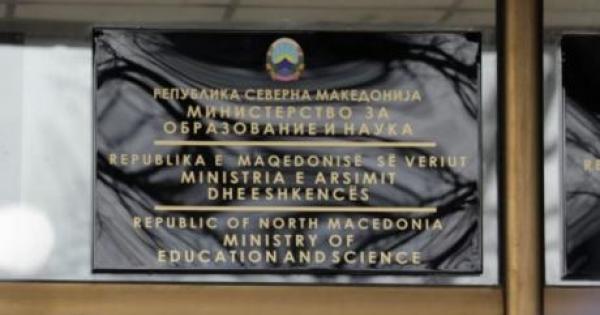 РЕПУБЛИКА СЕВЕРНА МАКЕДОНИЈА
МИНИСТЕРСТВО ЗА
ОБРАЗОВАНИЕ И НАУКА
REPUBLIKA E MAQEDONISË SË VERIUT
MINISTRIA E ARSIMIT
DHE E SHKENCËS
REPUBLIC OF NORTH MACEDONIA
MINISTRY OF
EDUCATION AND SCIENCE